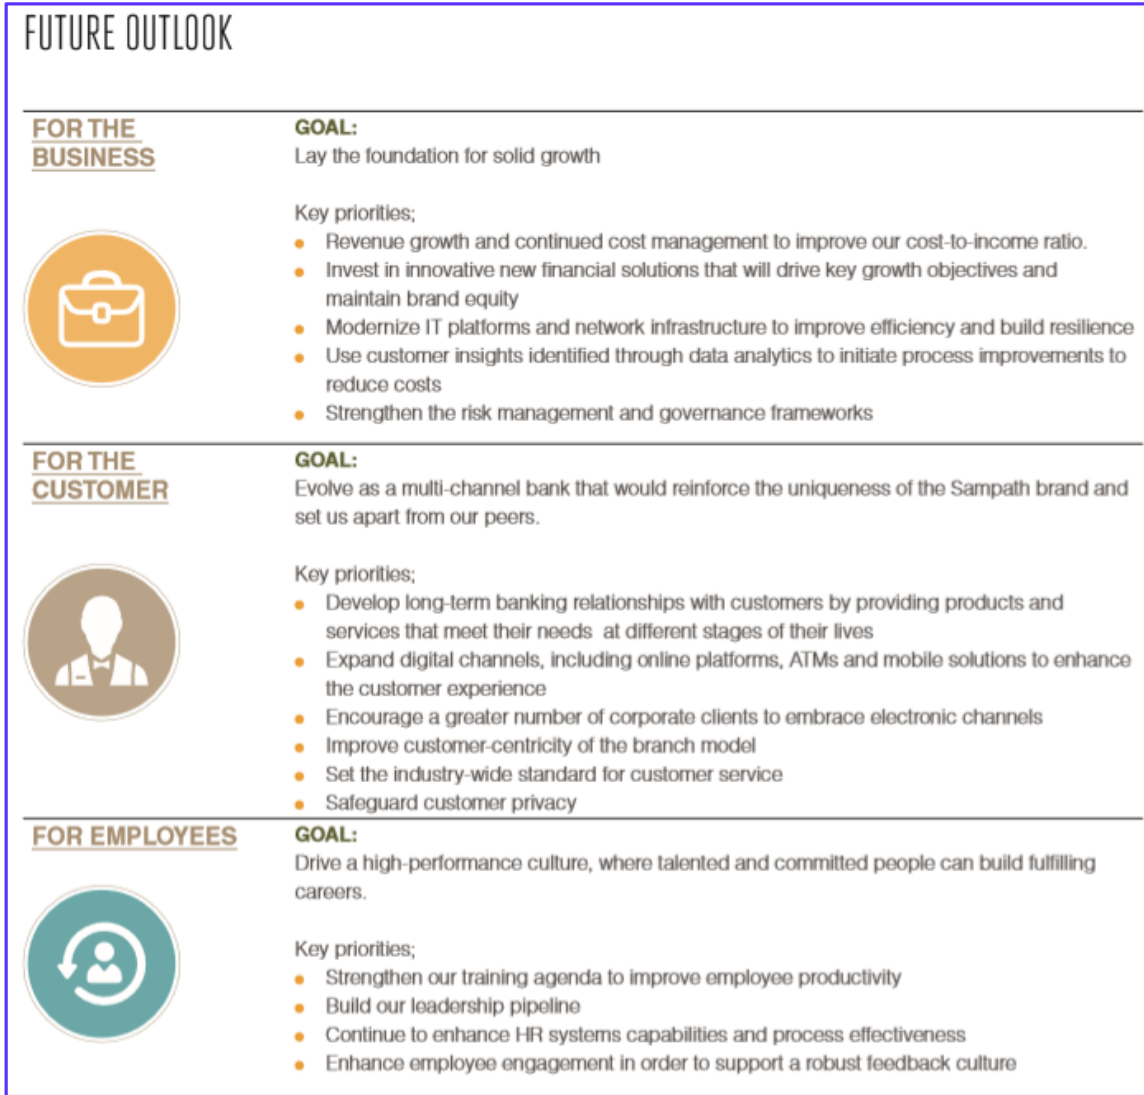 FUTURE OUTLOOK
FOR THE
BUSINESS
GOAL:
Lay the foundation for solid growth
Key priorities;
• Revenue growth and continued cost management to improve our cost-to-income ratio.
• Invest in innovative new financial solutions that will drive key growth objectives and
maintain brand equity
• Modernize IT platforms and network infrastructure to improve efficiency and build resilience
• Use customer insights identified through data analytics to initiate process improvements to
reduce costs
• Strengthen the risk management and governance frameworks
FOR THE
CUSTOMER
GOAL:
Evolve as a multi-channel bank that would reinforce the uniqueness of the Sampath brand and
set us apart from our peers.
Key priorities;
• Develop long-term banking relationships with customers by providing products and
services that meet their needs  at different stages of their lives
• Expand digital channels, including online platforms, ATMs and mobile solutions to enhance
the customer experience
• Encourage a greater number of corporate clients to embrace electronic channels
• Improve customer-centricity of the branch model
• Set the industry-wide standard for customer service
• Safeguard customer privacy
FOR EMPLOYEES
GOAL:
Drive a high-performance culture, where talented and committed people can build fulfilling
careers.
Key priorities;
• Strengthen our training agenda to improve employee productivity
• Build our leadership pipeline
• Continue to enhance HR systems capabilities and process effectiveness
• Enhance employee engagement in order to support a robust feedback culture